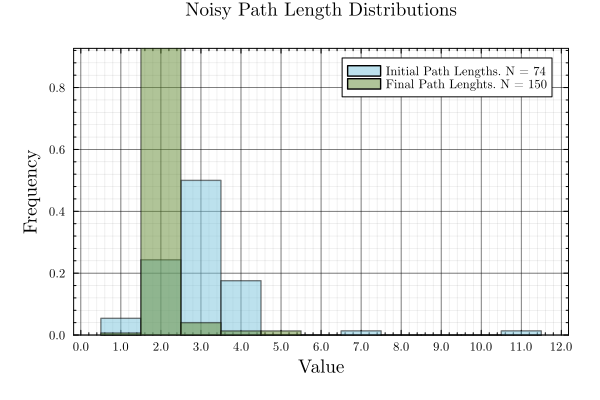 Noisy Path Length Distributions
Initial Path Lengths. N = 74
Final Path Lenghts. N = 150
Frequency
0.8
0.6
0.4
0.2
0.0
0.0 1.0 2.0 3.0 4.0 5.0 6.0 7.0 8.0 9.0 10.0 11.0 12.0
Value